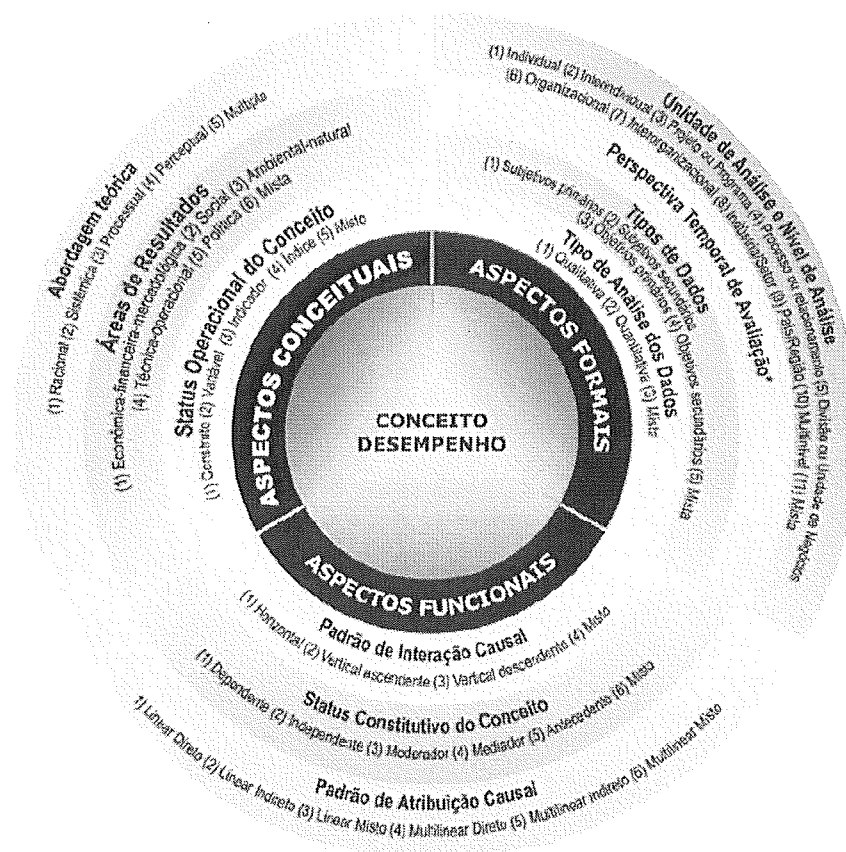 CONCEITO
DESEMPENHO
ASPECTOS CONCEITUAIS
Abordagem teórica
(1) Racional (2) Sistêmica (3) Processual (4) Perceptual (5) Múltipla
Áreas de Resultados
(1) Econômica-financeira-mercadológica (2) Social (3) Ambiental-natural
(4) Técnica-operacional (5) Política (6) Mista
Status Operacional do Conceito
(1) Constructo (2) Variável (3) Indicador (4) Índice (5) Misto
ASPECTOS FORMAIS
Unidade de Análise e Nível de Análise
(1) Individual (2) Interindividual (3) Projeto ou Programa (4) Processo ou relacionamento (5) Divisão ou Unidade de Negócios
(6) Organizacional (7) Interorganizacional (8) Indústria/Setor (9) País/Região (10) Multinível (11) Mista
Perspectiva Temporal de Avaliação*
Tipos de Dados
(1) Subjetivos primários (2) Subjetivos secundários
(3) Objetivos primários (4) Objetivos secundários (5) Mista
Tipo de Análise dos Dados
(1) Qualitativa (2) Quantitativa (3) Mista
ASPECTOS FUNCIONAIS
Padrão de Interação Causal
(1) Horizontal (2) Vertical ascendente (3) Vertical descendente (4) Misto
Status Constitutivo do Conceito
(1) Dependente (2) Independente (3) Moderador (4) Mediador (5) Antecedente (6) Misto
Padrão de Atribuição Causal
1) Linear Direto (2) Linear Indireto (3) Linear Misto (4) Multilinear Direto (5) Multilinear indireto (6) Multilinear Misto